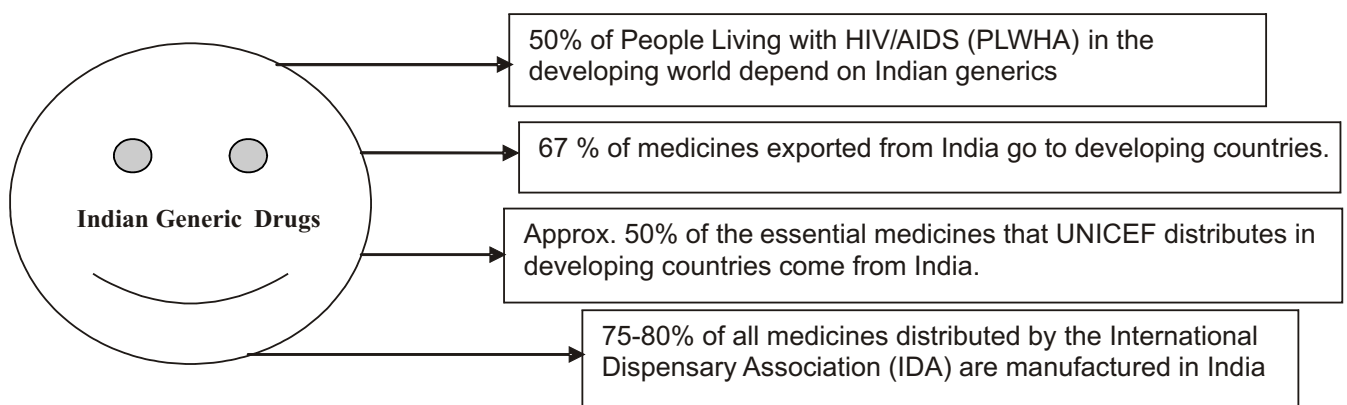 50% of People Living with HIV/AIDS (PLWHA) in the
developing world depend on Indian generics
67 % of medicines exported from India go to developing countries.
Indian Generic Drugs
Approx. 50% of the essential medicines that UNICEF distributes in
developing countries come from India.
75-80% of all medicines distributed by the International
Dispensary Association (IDA) are manufactured in India